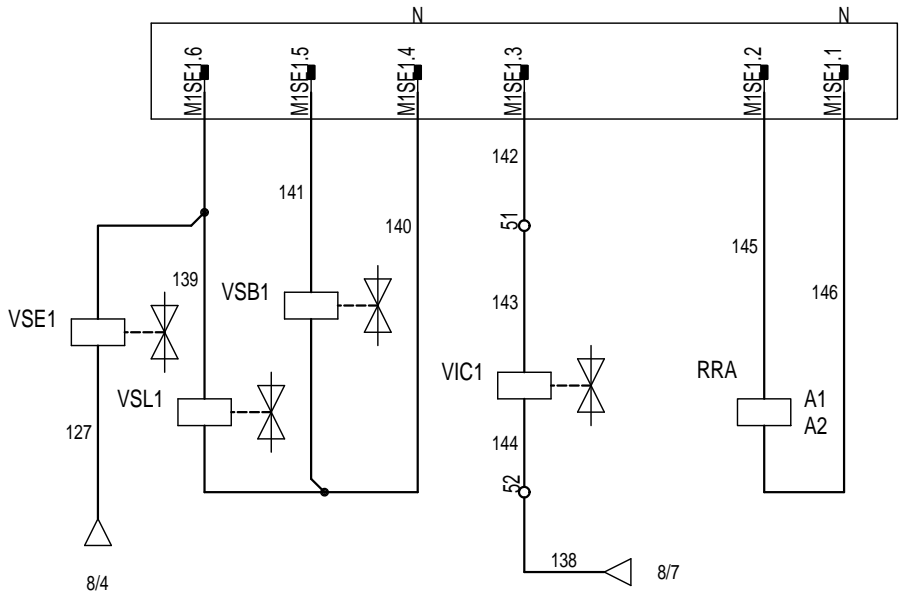 N
N
M1SE1.6
M1SE1.5
M1SE1.4
M1SE1.3
M1SE1.2
M1SE1.1
142
141
51
140
145
139
143
146
VSB1
VSE1
VIC1
RRA
VSL1
A1
A2
127
144
52
138
8/4
8/7